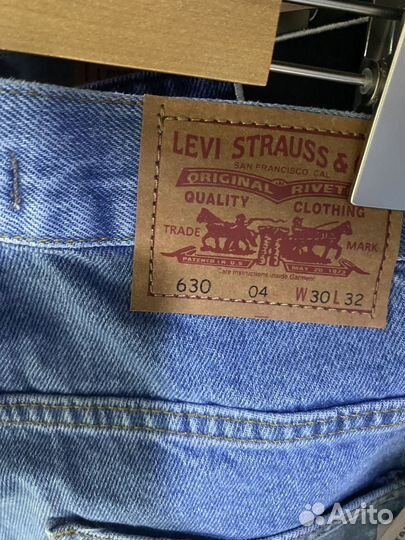 LEVI STRAUSS & C
SAN FRANCISCO, CAL
ORIGINAL RIVET
QUALITY CLOTHING
TRADE MARK
PATENTED IN U.S. MAY 20 1873
care instructions inside Garment
630 04 W30 L32
Avito